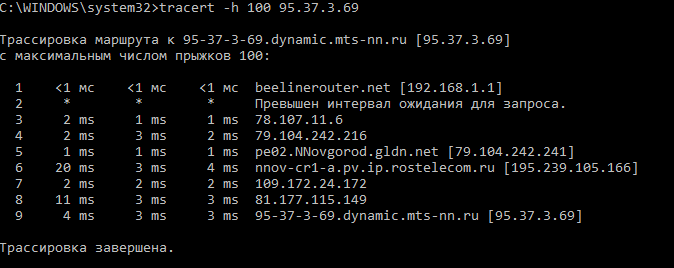 C:\WINDOWS\system32>tracert -h 100 95.37.3.69
Трассировка маршрута к 95-37-3-69.dynamic.mts-nn.ru [95.37.3.69]
с максимальным числом прыжков 100:
1 <1 мс <1 мс <1 мс beelinerouter.net [192.168.1.1]
2 * * * Превышен интервал ожидания для запроса.
3 2 ms 1 ms 1 ms 78.107.11.6
4 2 ms 3 ms 2 ms 79.104.242.216
5 1 ms 1 ms 1 ms pe02.NNovgorod.gldn.net [79.104.242.241]
6 20 ms 3 ms 4 ms nnov-cr1-a.pv.ip.rostelecom.ru [195.239.105.166]
7 2 ms 2 ms 2 ms 109.172.24.172
8 11 ms 3 ms 3 ms 81.177.115.149
9 4 ms 3 ms 3 ms 95-37-3-69.dynamic.mts-nn.ru [95.37.3.69]
Трассировка завершена.